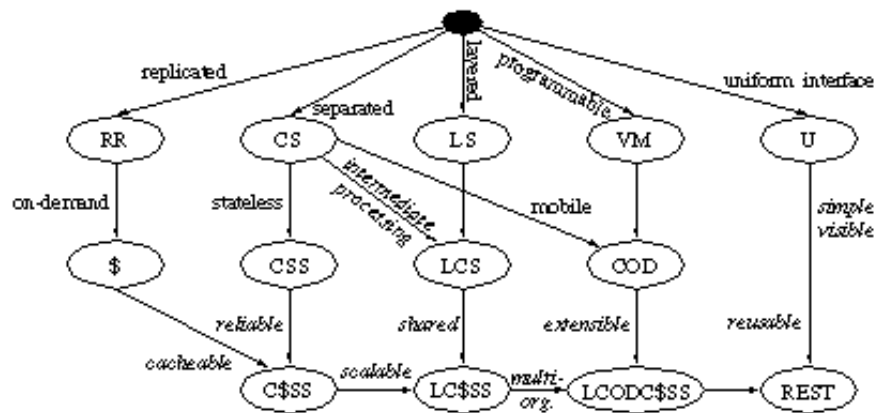 replicated
layered
programmable
uniform interface
separated
RR
CS
LS
VM
U
on-demand
stateless
intermediate
processing
mobile
simple
visible
$
CSS
LCS
COD
reliable
shared
extensible
reusable
cacheable
scalable
multi-
org.
C$SS
LC$SS
LCODC$SS
REST